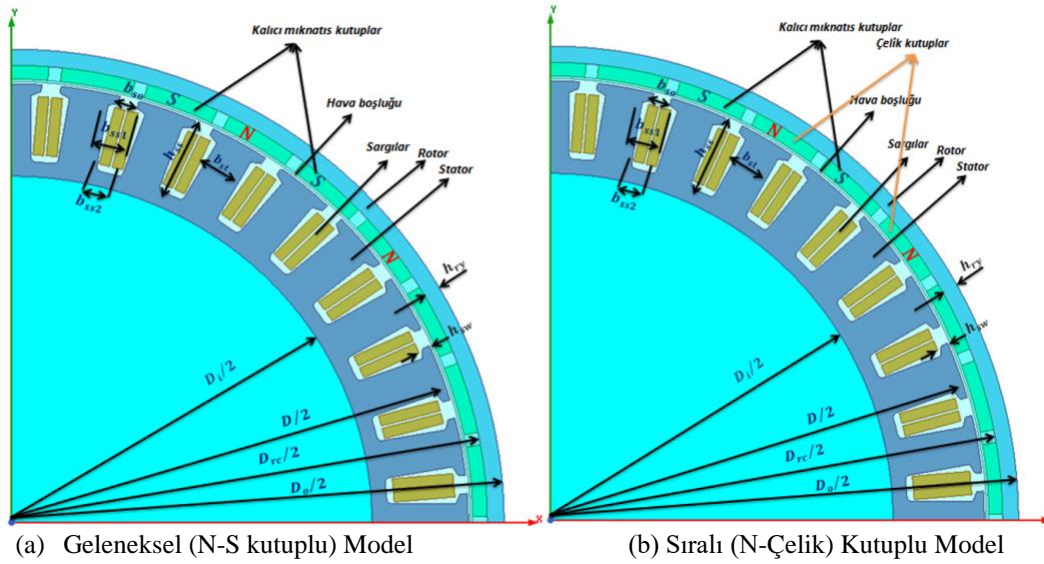 Y
Kalıcı mıknatıs kutuplar
S
N
Hava boşluğu
S
Sargılar
Rotor
Stator
N
b_so
b_ss1
b_ss2
h_ss
b_st
h_ry
h_sw
D_i/2
D/2
D_rc/2
D_o/2
X
Y
Kalıcı mıknatıs kutuplar
Çelik kutuplar
S
N
Hava boşluğu
S
Sargılar
Rotor
Stator
N
b_so
b_ss1
b_ss2
h_ss
b_st
h_ry
h_sw
D_i/2
D/2
D_rc/2
D_o/2
X
(a) Geleneksel (N-S kutuplu) Model
(b) Sıralı (N-Çelik) Kutuplu Model